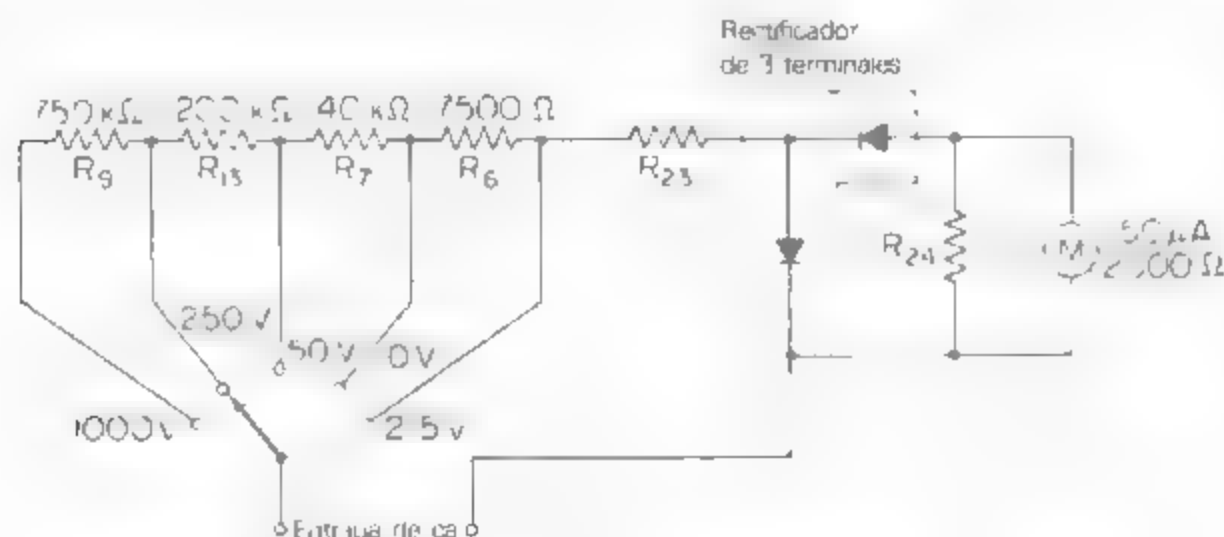 Rectificador
de 3 terminales
750 kΩ 200 kΩ 40 kΩ 7500 Ω
R9 R13 R7 R6 R23
R24 M 50 μA
Ω
250 V
50 V 0V
1000 V 2 5 v
Entrada de ca